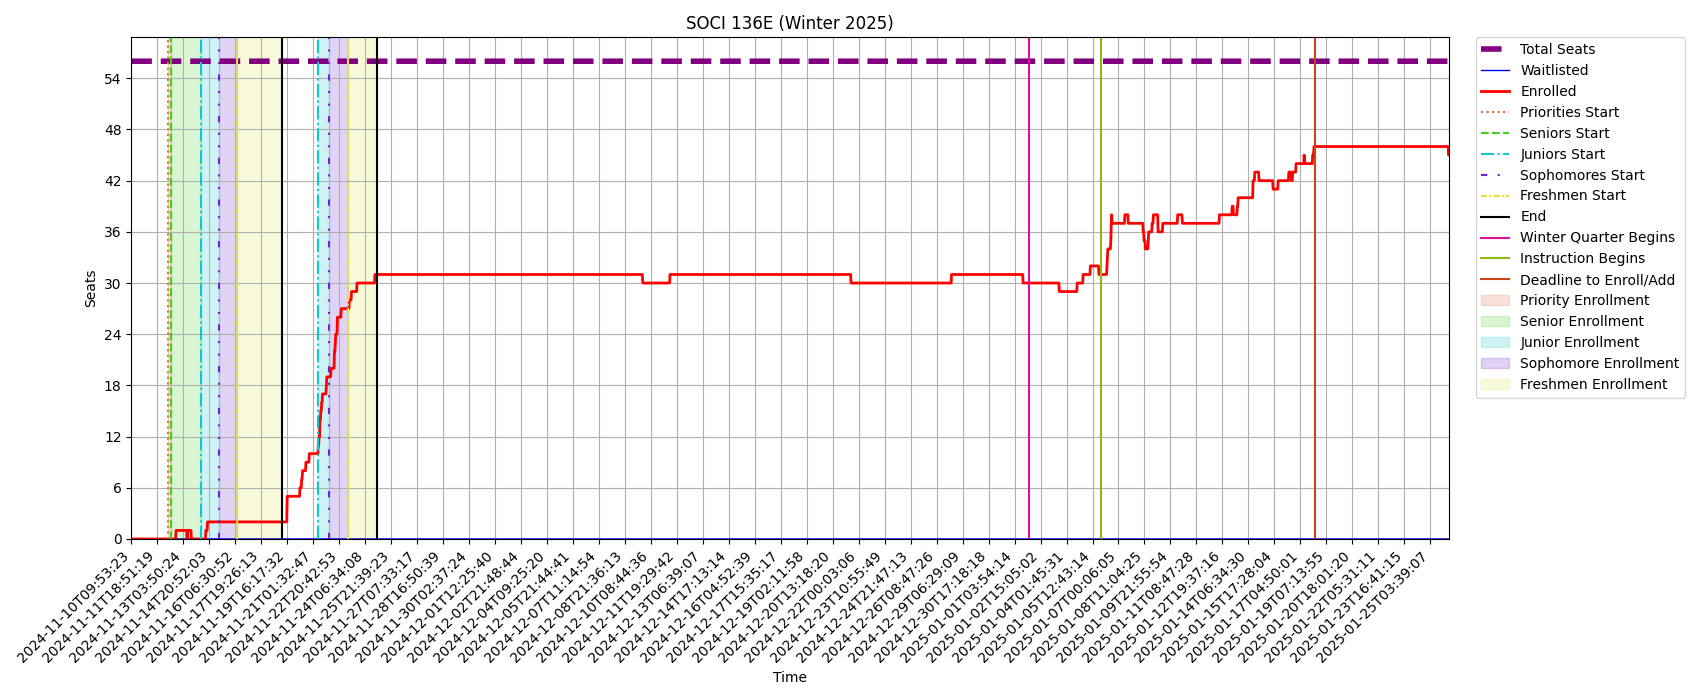 SOCI 136E (Winter 2025)
Seats
54
48
42
36
30
24
18
12
6
0
2024-11-10T09:53:23
2024-11-11T18:51:19
2024-11-13T03:50:24
2024-11-14T20:52:03
2024-11-16T06:30:52
2024-11-17T19:26:13
2024-11-19T16:17:32
2024-11-21T01:32:47
2024-11-22T20:42:53
2024-11-24T06:34:08
2024-11-25T21:39:23
2024-11-27T07:33:17
2024-11-28T16:50:39
2024-11-30T02:37:24
2024-12-01T12:25:40
2024-12-02T21:48:44
2024-12-04T09:25:20
2024-12-05T21:44:41
2024-12-07T11:14:54
2024-12-08T21:36:13
2024-12-10T08:44:36
2024-12-11T19:29:42
2024-12-13T06:39:07
2024-12-14T17:13:14
2024-12-16T04:52:39
2024-12-17T15:35:17
2024-12-19T02:11:58
2024-12-20T13:18:20
2024-12-22T00:03:06
2024-12-23T10:55:49
2024-12-24T21:47:13
2024-12-26T08:47:26
2024-12-29T06:29:09
2024-12-30T17:18:18
2025-01-01T03:54:14
2025-01-02T15:05:02
2025-01-04T01:45:31
2025-01-05T12:43:14
2025-01-07T00:06:05
2025-01-08T11:04:25
2025-01-09T21:55:54
2025-01-11T08:47:28
2025-01-12T19:37:16
2025-01-14T06:34:30
2025-01-15T17:28:04
2025-01-17T04:50:01
2025-01-19T07:13:55
2025-01-20T18:01:20
2025-01-22T05:31:11
2025-01-23T16:41:15
2025-01-25T03:39:07
Time
Total Seats
Waitlisted
Enrolled
Priorities Start
Seniors Start
Juniors Start
Sophomores Start
Freshmen Start
End
Winter Quarter Begins
Instruction Begins
Deadline to Enroll/Add
Priority Enrollment
Senior Enrollment
Junior Enrollment
Sophomore Enrollment
Freshmen Enrollment